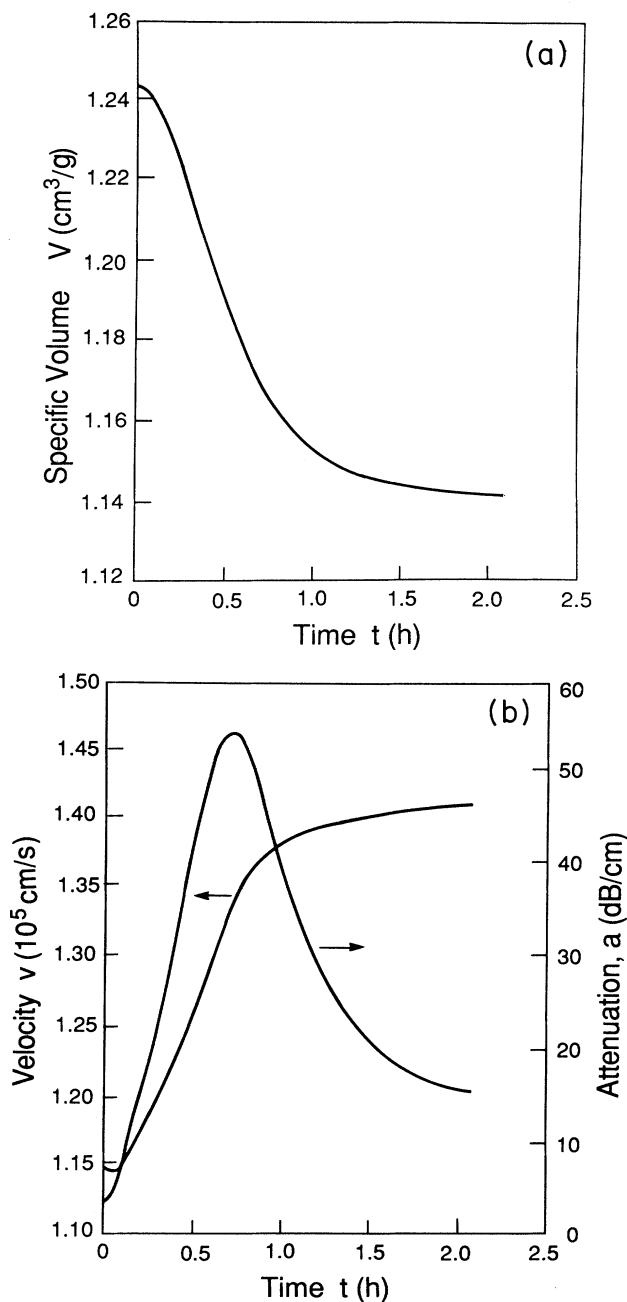 (a)
Specific Volume V (cm³/g)
1.26
1.24
1.22
1.20
1.18
1.16
1.14
1.12
0 0.5 1.0 1.5 2.0 2.5
Time t (h)
(b)
Velocity v (10⁵ cm/s)
1.50
1.45
1.40
1.35
1.30
1.25
1.20
1.15
1.10
60
50
40
30
20
10
0
Attenuation, a (dB/cm)
0 0.5 1.0 1.5 2.0 2.5
Time t (h)